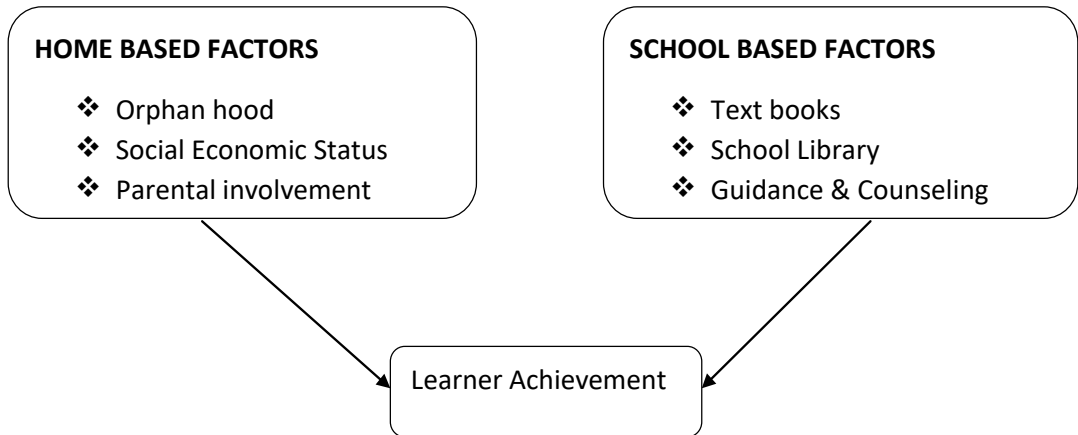 HOME BASED FACTORS
❖ Orphan hood
❖ Social Economic Status
❖ Parental involvement
SCHOOL BASED FACTORS
❖ Text books
❖ School Library
❖ Guidance & Counseling
Learner Achievement